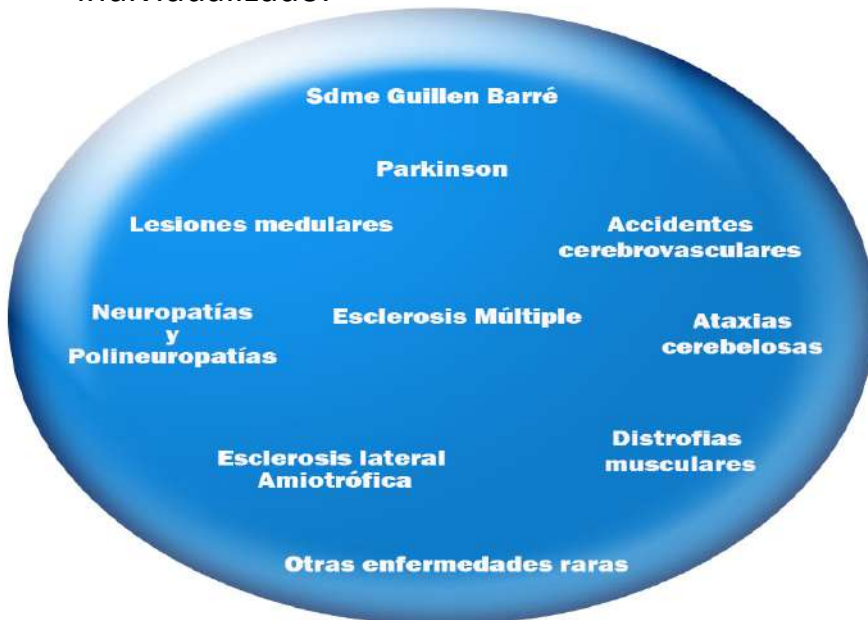 Sdme Guillen Barré
Parkinson
Lesiones medulares
Accidentes
cerebrovasculares
Neuropatías
y
Polineuropatías
Esclerosis Múltiple
Ataxias
cerebelosas
Esclerosis lateral
Amiotrófica
Distrofias
musculares
Otras enfermedades raras